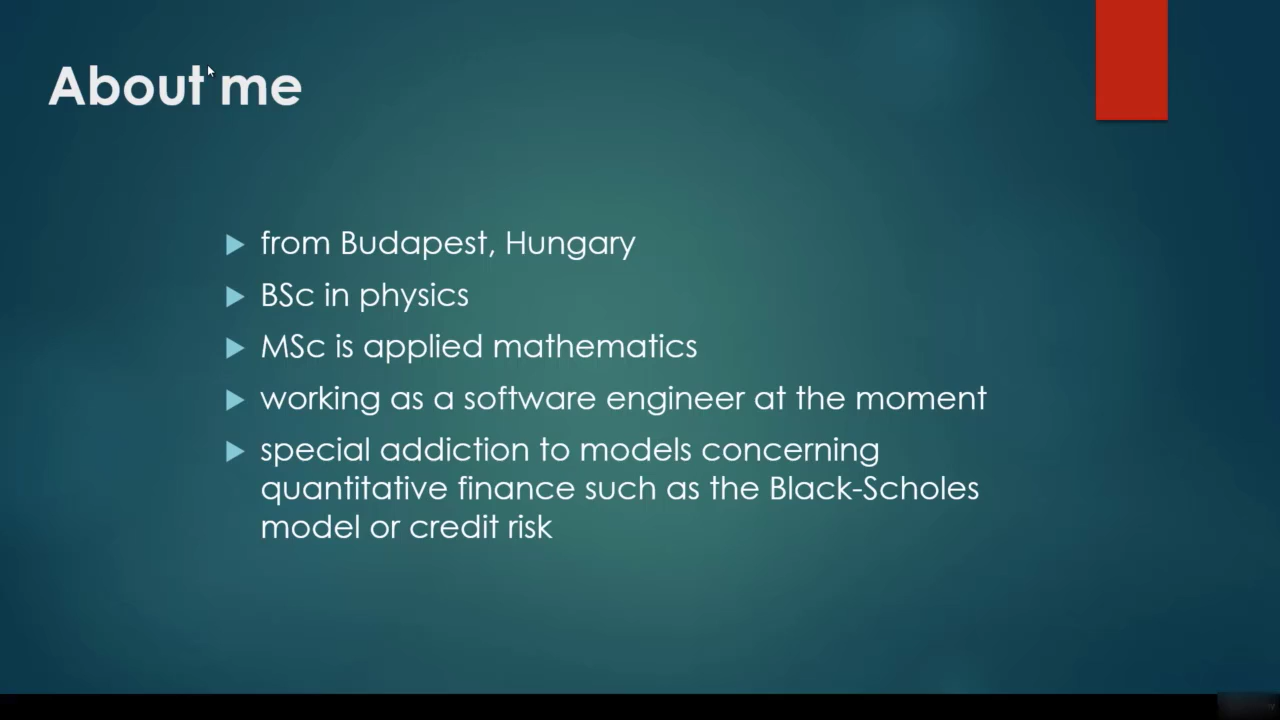 About me
from Budapest, Hungary
BSc in physics
MSc is applied mathematics
working as a software engineer at the moment
special addiction to models concerning
quantitative finance such as the Black-Scholes
model or credit risk